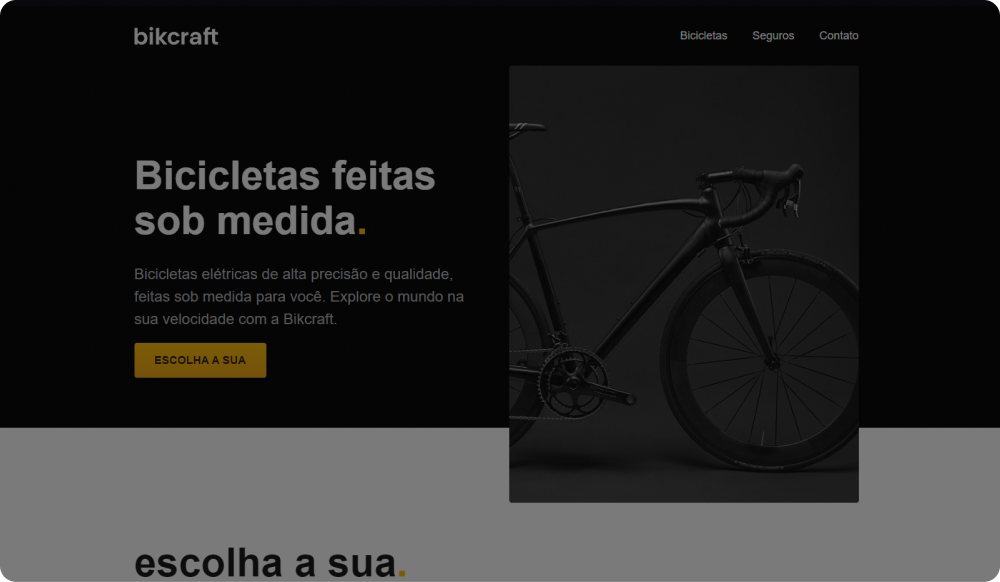 bikcraft
Bicicletas Seguros Contato
Bicicletas feitas
sob medida.
Bicicletas elétricas de alta precisão e qualidade,
feitas sob medida para você. Explore o mundo na
sua velocidade com a Bikcraft.
ESCOLHA A SUA
escolha a sua.